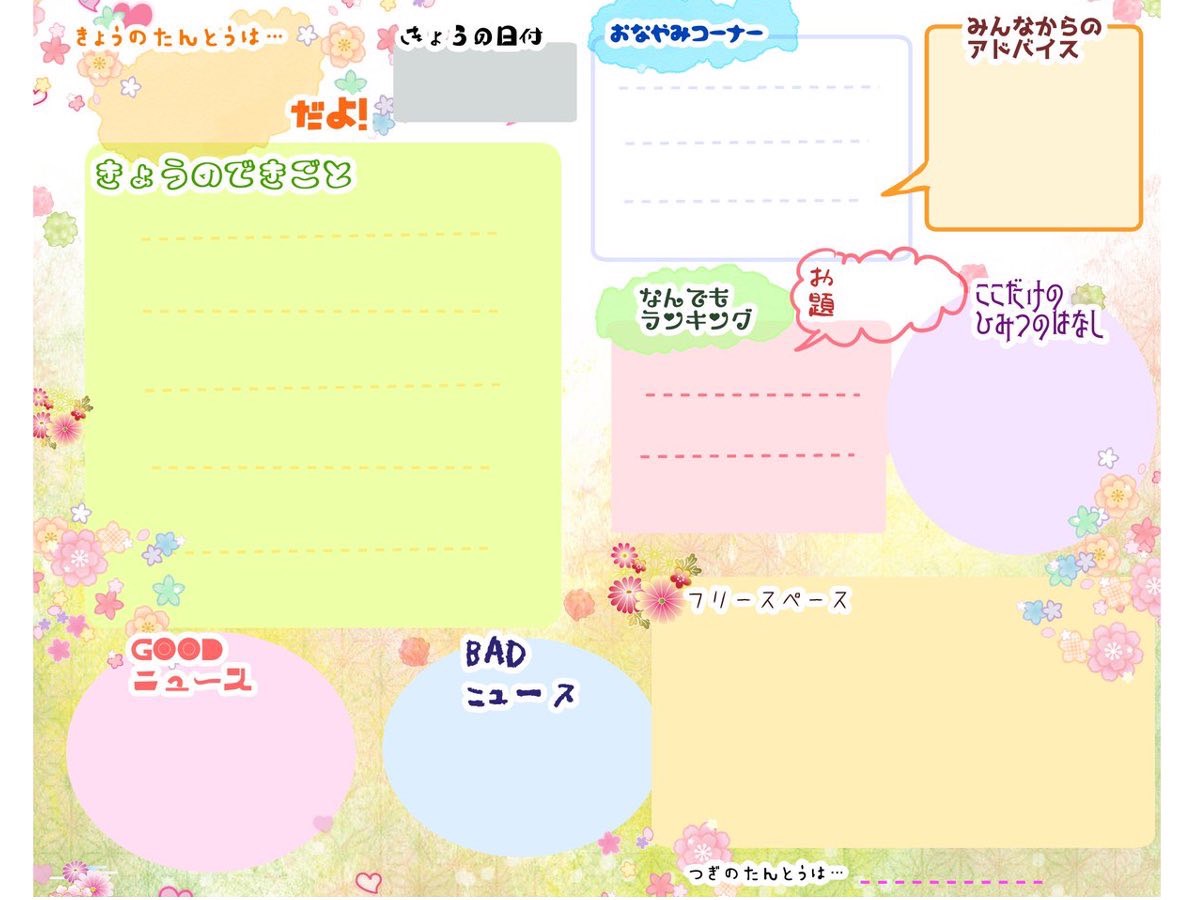 きょうのたんとうは…
だよ!
きょうの日付
きょうのできごと
GOOD
ニュース
BAD
ニュース
おなやみコーナー
みんなからの
アドバイス
なんでも
ランキング
お
題
ここだけの
ひみつのはなし
フリースペース
つぎのたんとうは…